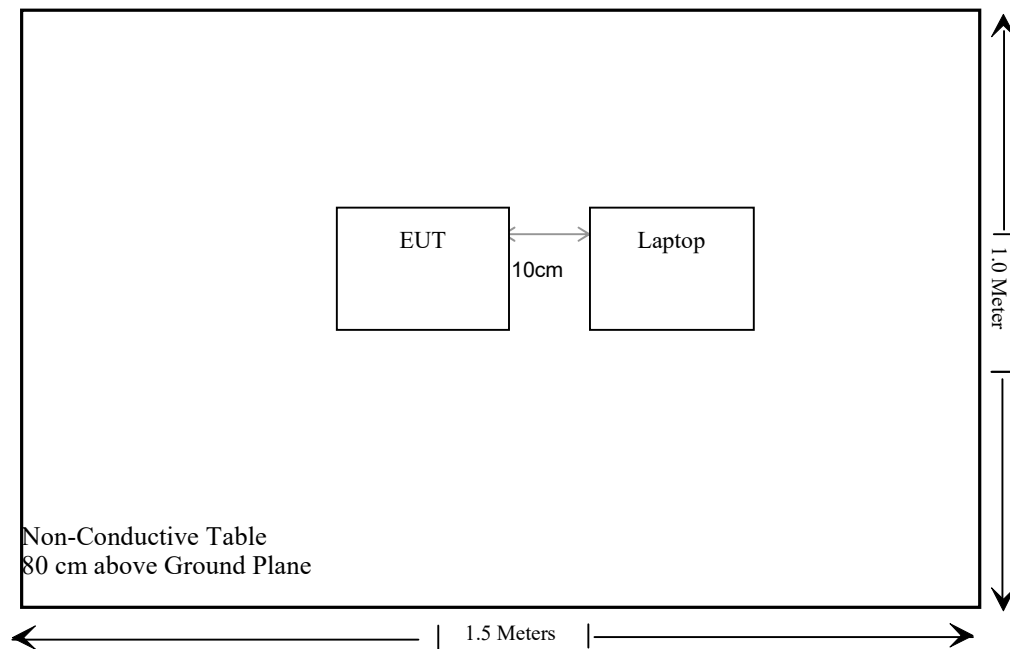 EUT
Laptop
10cm
1.0 Meter
Non-Conductive Table
80 cm above Ground Plane
1.5 Meters